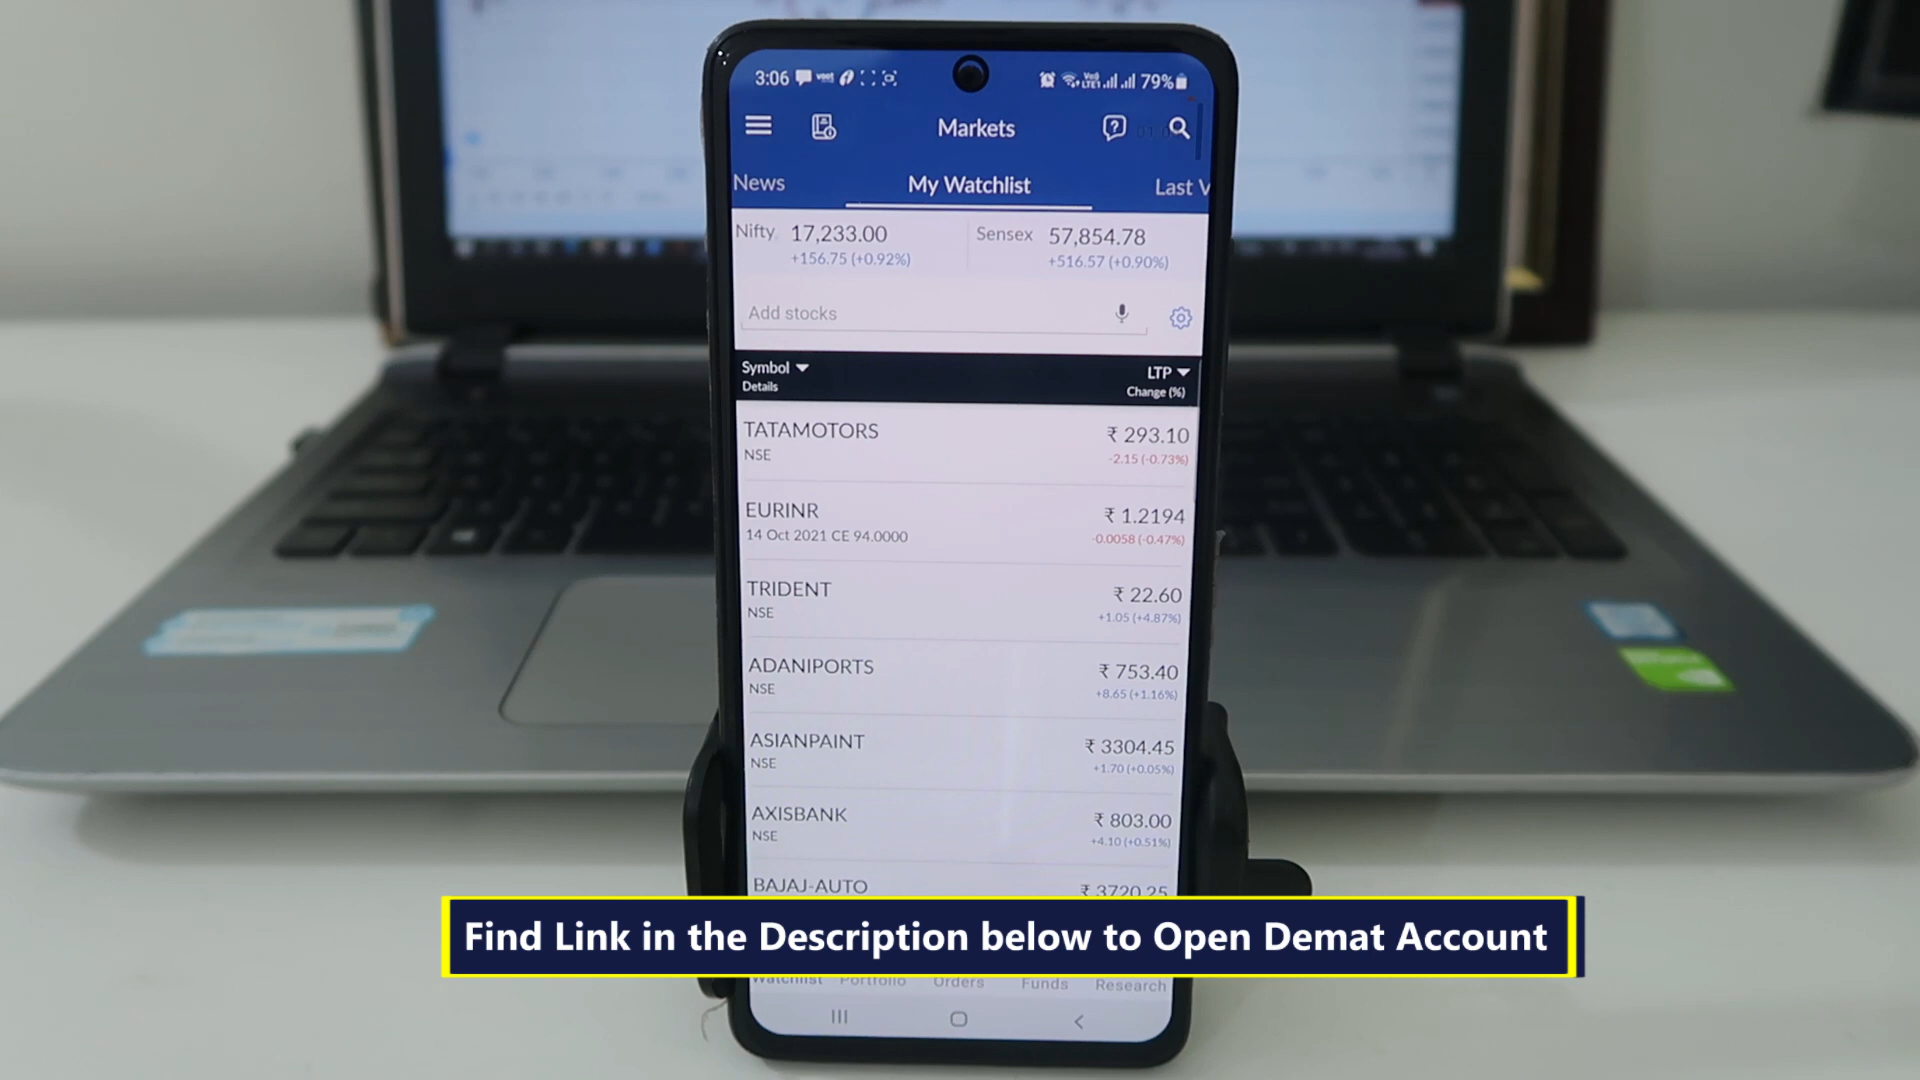 3:06 79%
Markets
News My Watchlist Last V
Nifty 17,233.00 Sensex 57,854.78
+156.75 (+0.92%) +516.57 (+0.90%)
Add stocks
Symbol LTP
Details Change (%)
TATAMOTORS ₹ 293.10
NSE -2.15 (-0.73%)
EURINR ₹ 1.2194
14 Oct 2021 CE 94.0000 -0.0058 (-0.47%)
TRIDENT ₹ 22.60
NSE +1.05 (+4.87%)
ADANIPORTS ₹ 753.40
NSE +8.65 (+1.16%)
ASIANPAINT ₹ 3304.45
NSE +1.70 (+0.05%)
AXISBANK ₹ 803.00
NSE +4.10 (+0.51%)
BAJAJ-AUTO ₹ 3720.25
Find Link in the Description below to Open Demat Account
Watchlist Portfolio Orders Funds Research